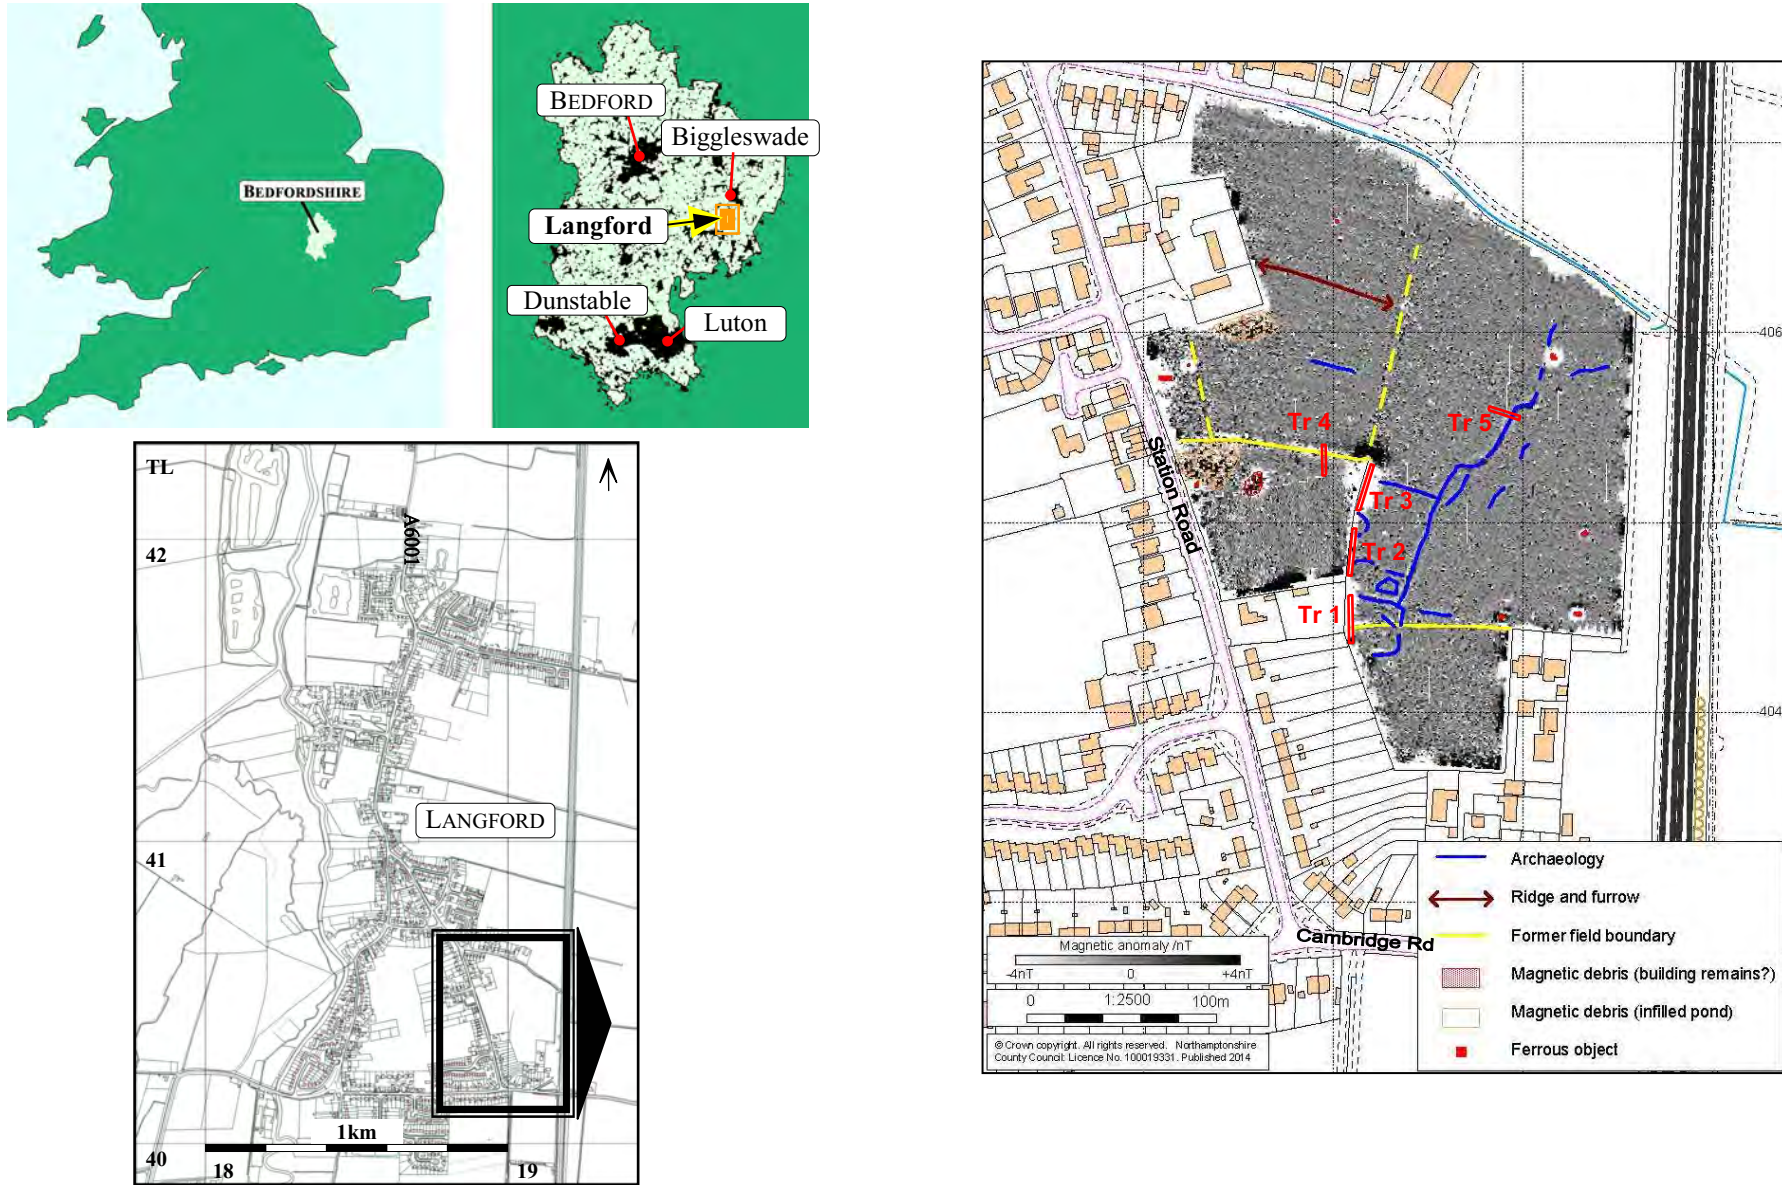 BEDFORDSHIRE
BEDFORD
Biggleswade
Langford
Dunstable
Luton
TL
A6001
42
LANGFORD
41
1km
40
18
19
406
Tr 4
Tr 5
Station Road
Tr 3
Tr 2
Tr 1
404
Cambridge Rd
Magnetic anomaly /nT
-4nT 0 +4nT
0 1:2500 100m
© Crown copyright. All rights reserved. Northamptonshire
County Council: Licence No. 100019331. Published 2014
Archaeology
Ridge and furrow
Former field boundary
Magnetic debris (building remains?)
Magnetic debris (infilled pond)
Ferrous object